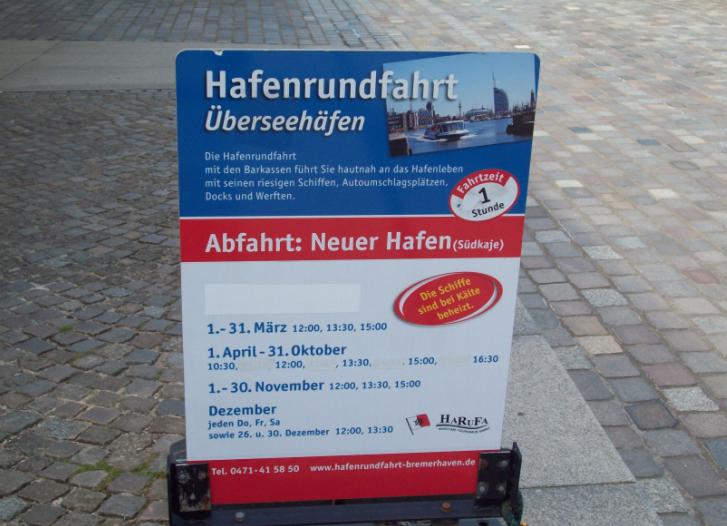 Hafenrundfahrt
Überseehäfen
Die Hafenrundfahrt
mit den Barkassen führt Sie hautnah an das Hafenleben
mit seinen riesigen Schiffen, Autoumschlagsplätzen,
Docks und Werften.
Fahrtzeit
1
Stunde
Abfahrt: Neuer Hafen (Südkaje)
Die Schiffe
sind bei Kälte
beheizt.
1.- 31. März 12:00, 13:30, 15:00
1. April - 31. Oktober
10:30, 12:00, 13:30, 15:00, 16:30
1.- 30. November 12:00, 13:30, 15:00
Dezember
jeden Do, Fr, Sa
sowie 26. u. 30. Dezember 12:00, 13:30
HARUFA
Tel. 0471-41 58 50 www.hafenrundfahrt-bremerhaven.de